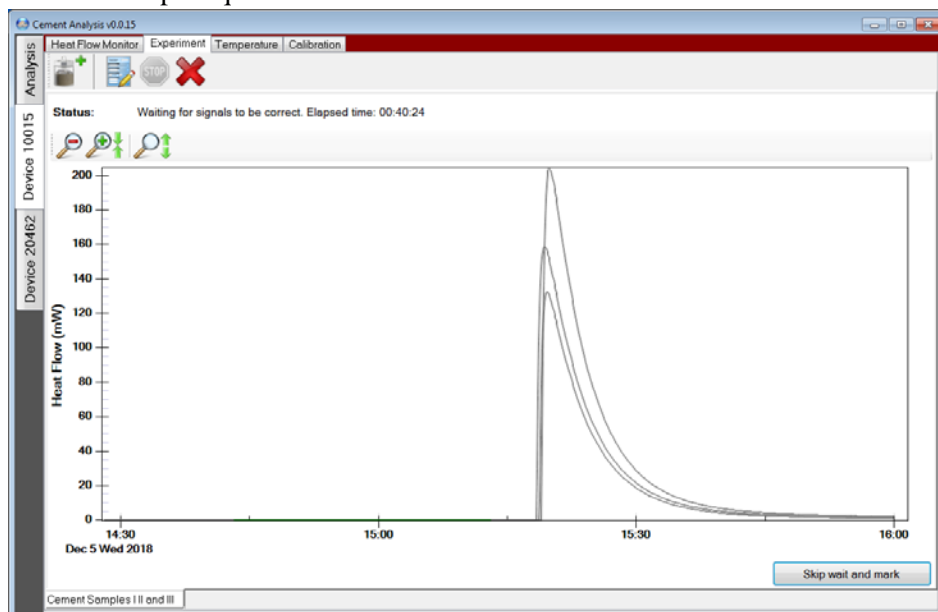 Cement Analysis v0.0.15
Heat Flow Monitor Experiment Temperature Calibration
STOP
Analysis
Device 10015
Device 20462
Status: Waiting for signals to be correct. Elapsed time: 00:40:24
Heat Flow (mW)
200
180
160
140
120
100
80
60
40
20
0
14:30 15:00 15:30 16:00
Dec 5 Wed 2018
Skip wait and mark
Cement Samples I II and III